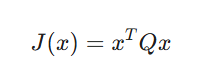 J(x) = x^T Qx